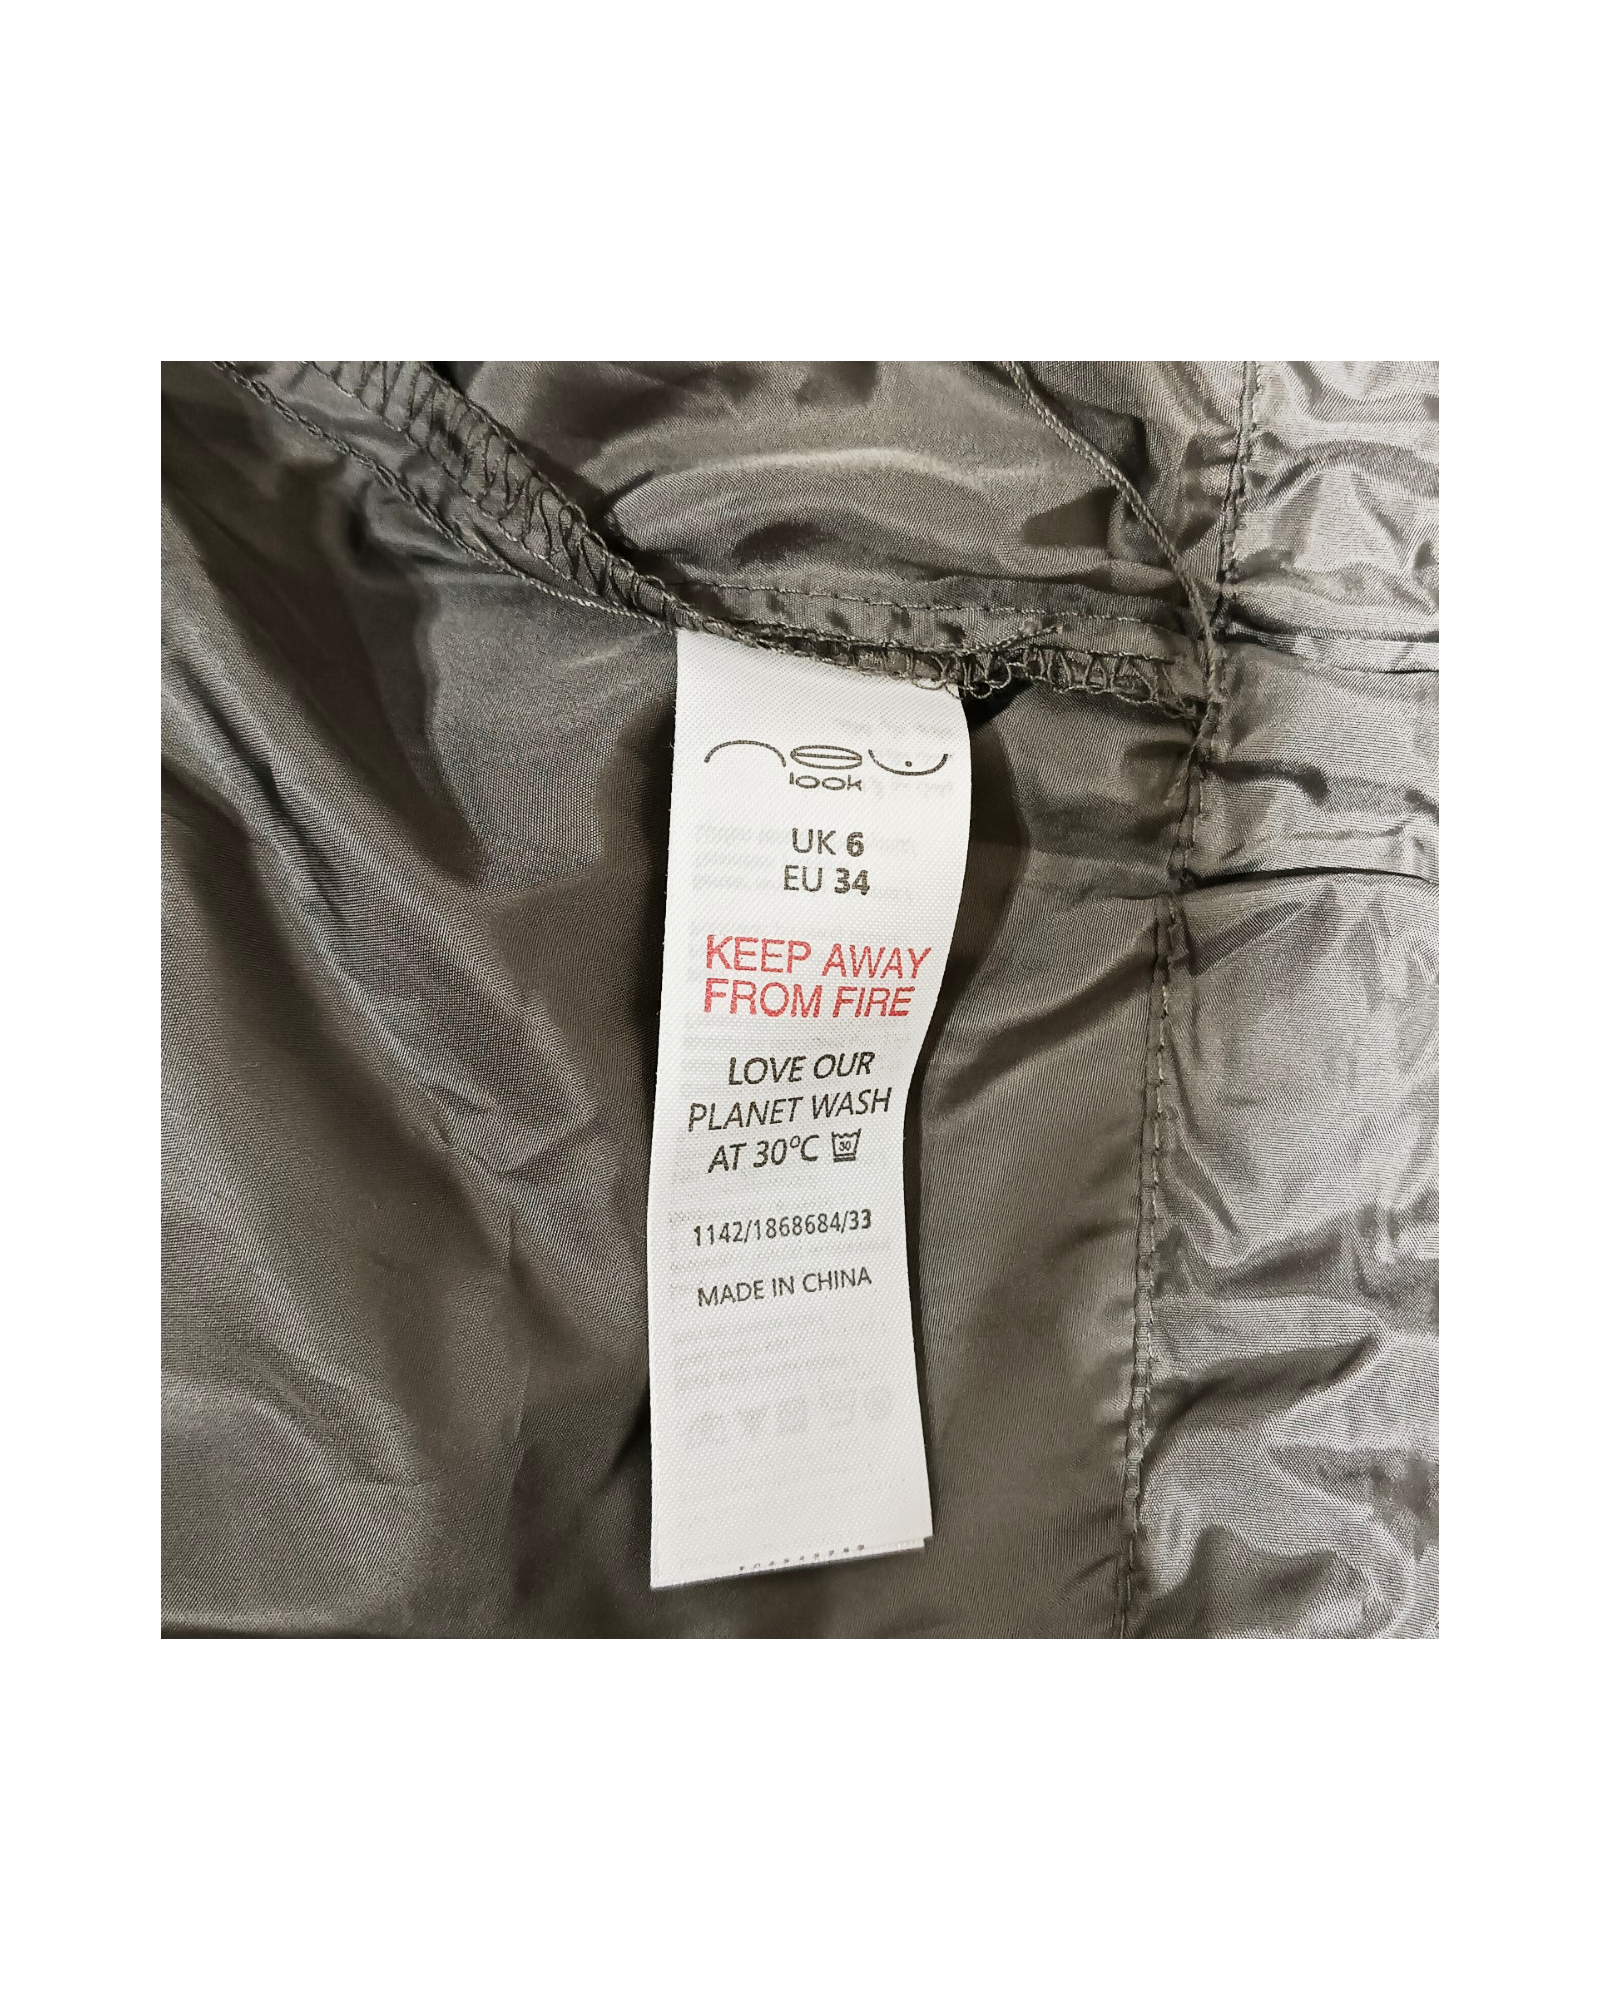 new
look
UK 6
EU 34
KEEP AWAY
FROM FIRE
LOVE OUR
PLANET WASH
AT 30°C 30
1142/1868684/33
MADE IN CHINA